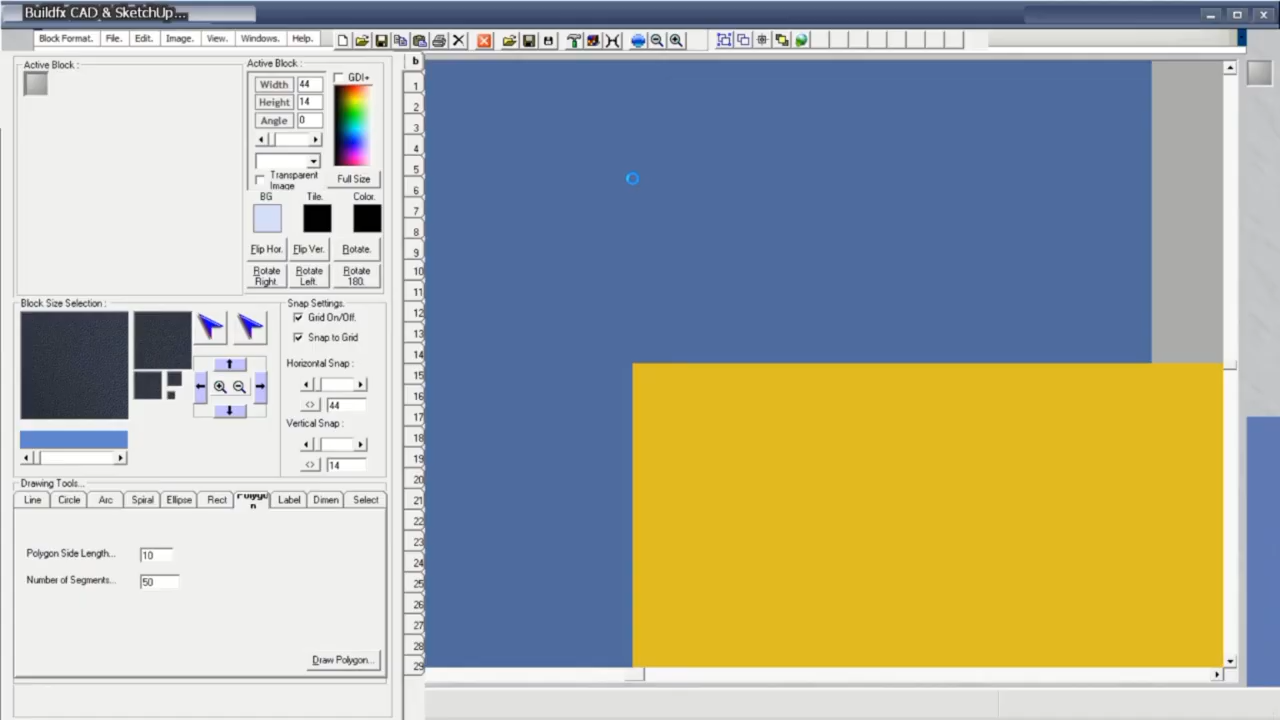 Buildfx CAD & SketchUp...
Block Format. File. Edit. Image. View. Windows. Help.
Active Block :
Active Block :
Width 44
GDI+
Height 14
Angle 0
Transparent
Image
Full Size
BG Tile. Color.
Flip Hor. Flip Ver. Rotate.
Rotate Right. Rotate Left. Rotate 180.
Block Size Selection :
Snap Settings.
Grid On/Off.
Snap to Grid
Horizontal Snap :
<> 44
Vertical Snap :
<> 14
Drawing Tools...
Line Circle Arc Spiral Ellipse Rect Polygon Label Dimen Select
Polygon Side Length... 10
Number of Segments... 50
Draw Polygon...
b
1
2
3
4
5
6
7
8
9
10
11
12
13
14
15
16
17
18
19
20
21
22
23
24
25
26
27
28
29